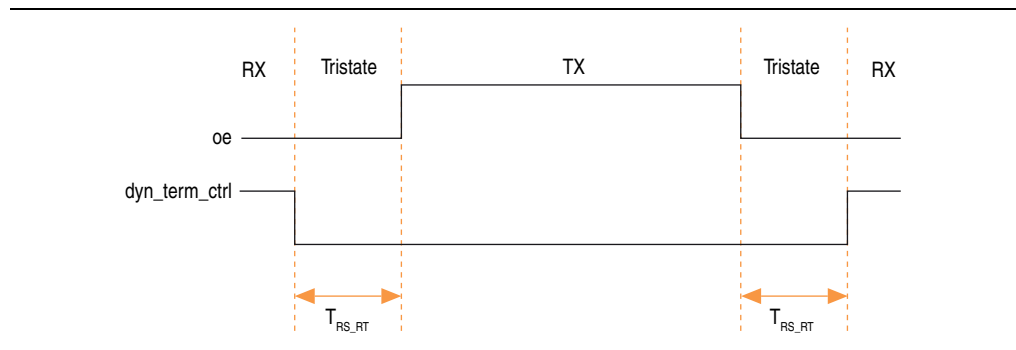 RX Tristate TX Tristate RX
oe
dyn_term_ctrl
T_RS_RT T_RS_RT